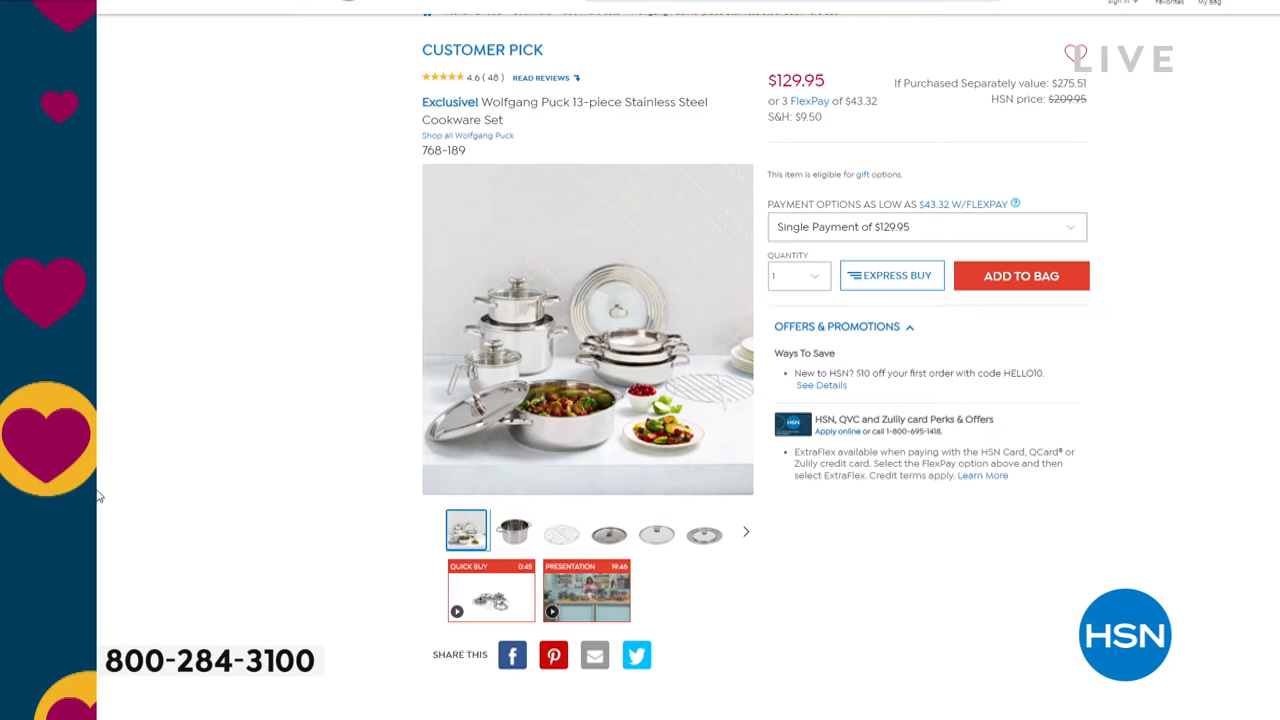 Sign In
Favorites
My Bag
CUSTOMER PICK
4.6 ( 48 ) READ REVIEWS
Exclusive! Wolfgang Puck 13-piece Stainless Steel
Cookware Set
Shop all Wolfgang Puck
768-189
LIVE
$129.95
or 3 FlexPay of $43.32
S&H: $9.50
If Purchased Separately value: $275.51
HSN price: $209.95
This item is eligible for gift options.
PAYMENT OPTIONS AS LOW AS $43.32 W/FLEXPAY ?
Single Payment of $129.95
QUANTITY
1
EXPRESS BUY
ADD TO BAG
OFFERS & PROMOTIONS
Ways To Save
• New to HSN? $10 off your first order with code HELLO10.
See Details
HSN
HSN, QVC and Zulily card Perks & Offers
Apply online or call 1-800-695-1418.
• ExtraFlex available when paying with the HSN Card, QCard® or
Zulily credit card. Select the FlexPay option above and then
select ExtraFlex. Credit terms apply. Learn More
QUICK BUY 0:45
PRESENTATION 19:46
SHARE THIS
800-284-3100
HSN